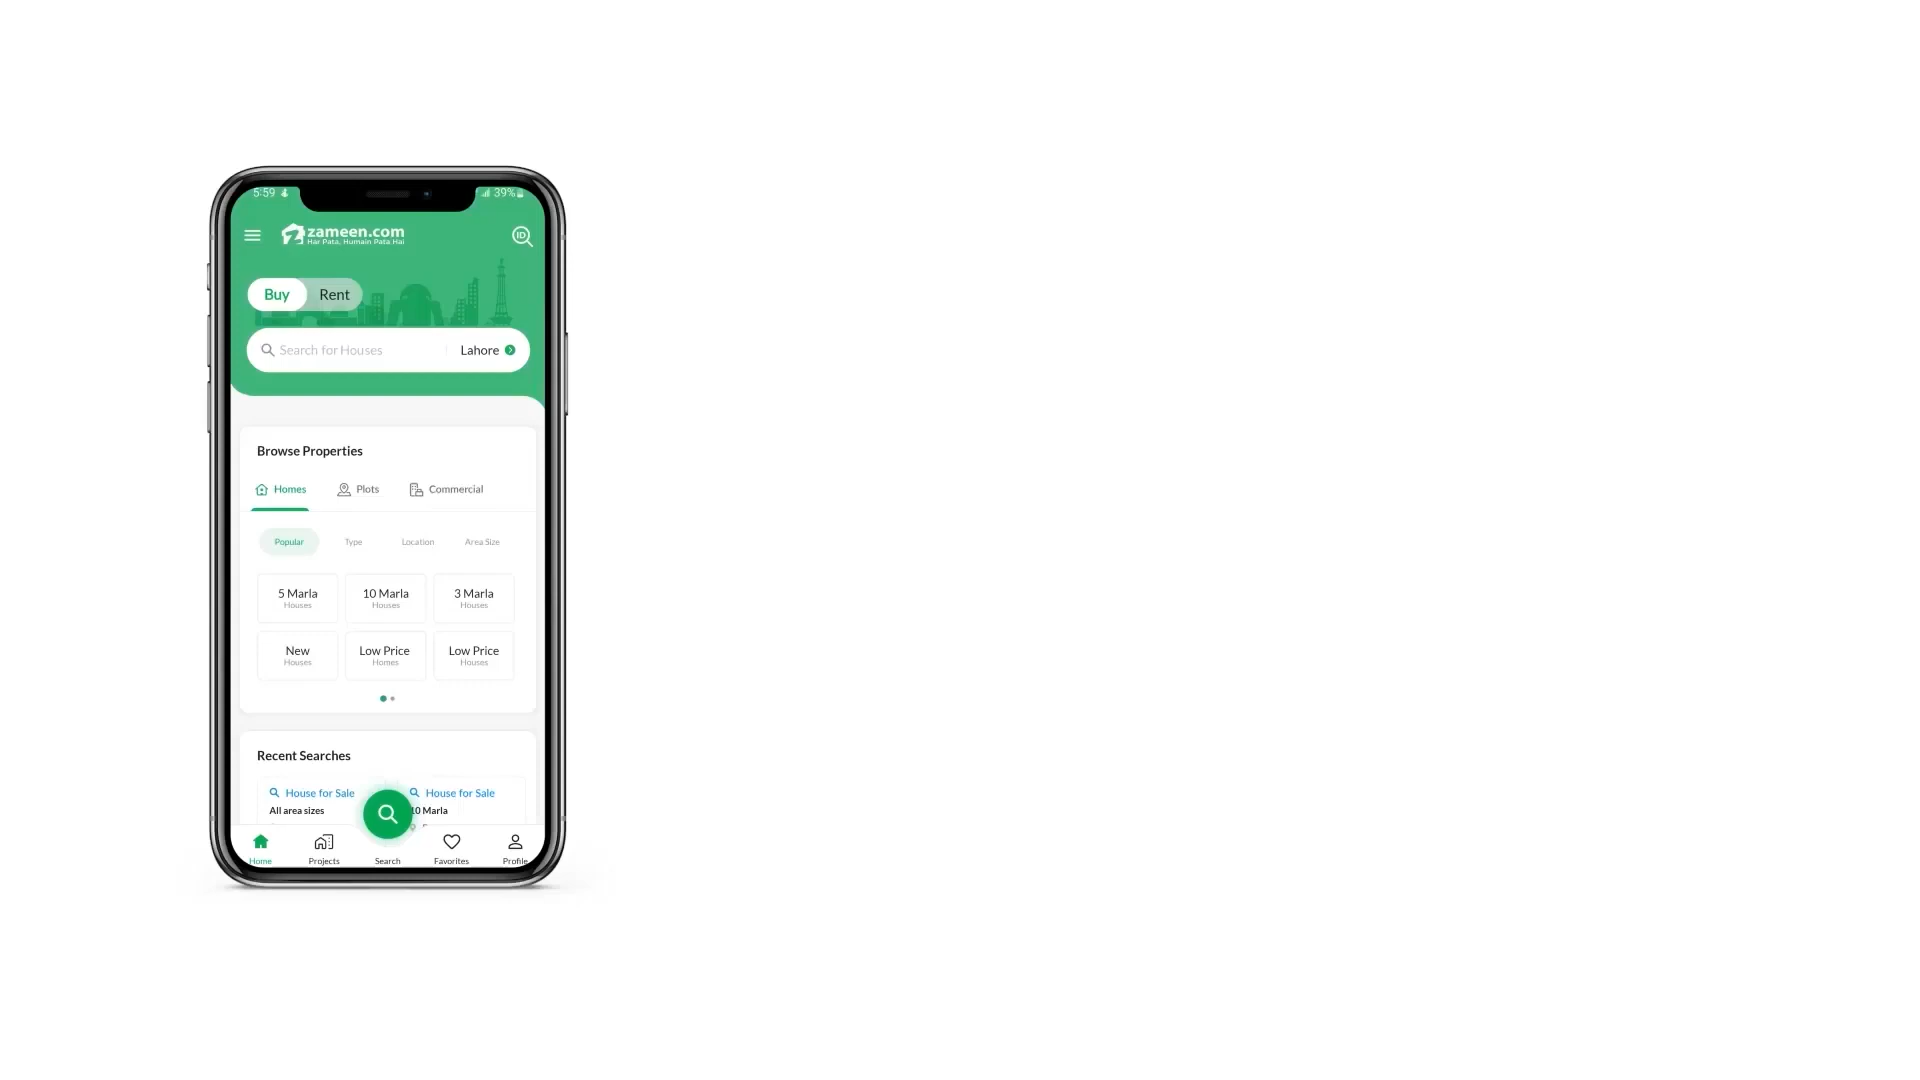 5:59 39%
zameen.com
Har Pata, Humain Pata Hai
ID
Buy Rent
Search for Houses Lahore
Browse Properties
Homes Plots Commercial
Popular Type Location Area Size
5 Marla 10 Marla 3 Marla
Houses Houses Houses
New Low Price Low Price
Houses Homes Houses
Recent Searches
House for Sale House for Sale
All area sizes 10 Marla
Home Projects Search Favorites Profile